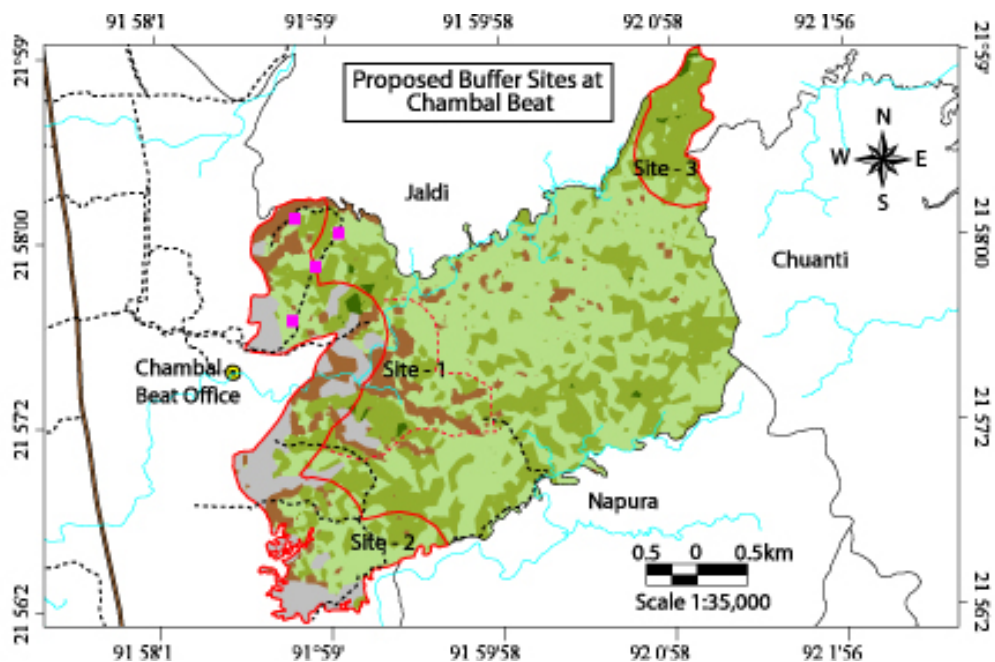 91 58'1
91°59'
91 59'58
92 0'58
92 1'56
21°59'
21°59'
Proposed Buffer Sites at
Chambal Beat
N
W
E
S
Site - 3
Jaldi
21 58'00
21 58'00
Chuanti
Chambal
Beat Office
Site - 1
21 57'2
21 57'2
Napura
Site - 2
0.5
0
0.5km
Scale 1:35,000
21 56'2
21 56'2
91 58'1
91°59'
91 59'58
92 0'58
92 1'56